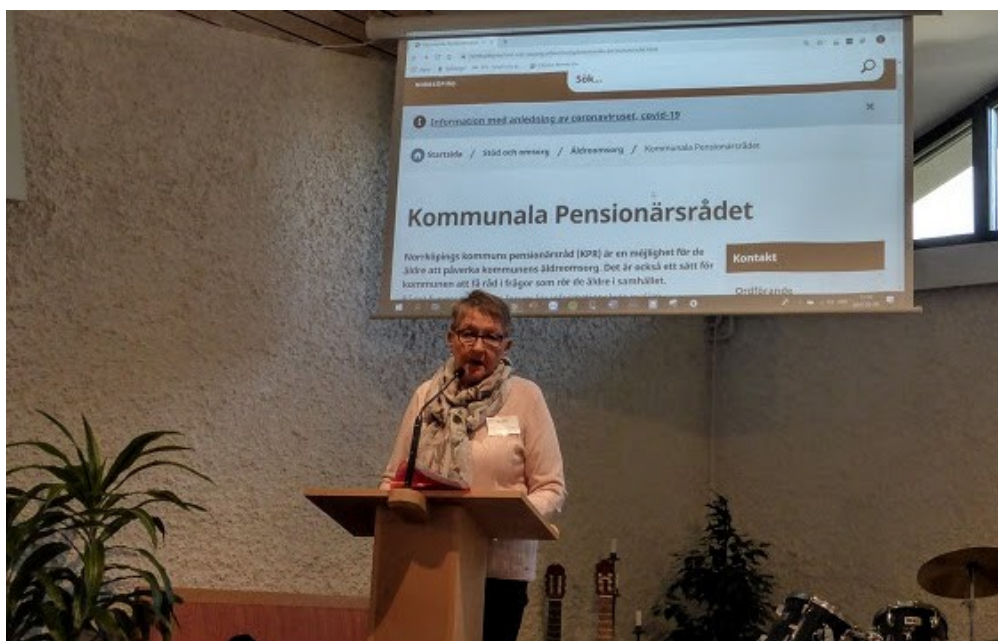 Sök...
Information med anledning av coronaviruset, covid-19
Startsida / Stöd och omsorg / Äldreomsorg / Kommunala Pensionärsrådet
Kommunala Pensionärsrådet
Norrköpings kommuns pensionärsråd (KPR) är en möjlighet för de
äldre att påverka kommunens äldreomsorg. Det är också ett sätt för
kommunen att få råd i frågor som rör de äldre i samhället.
Kontakt
Ordförande